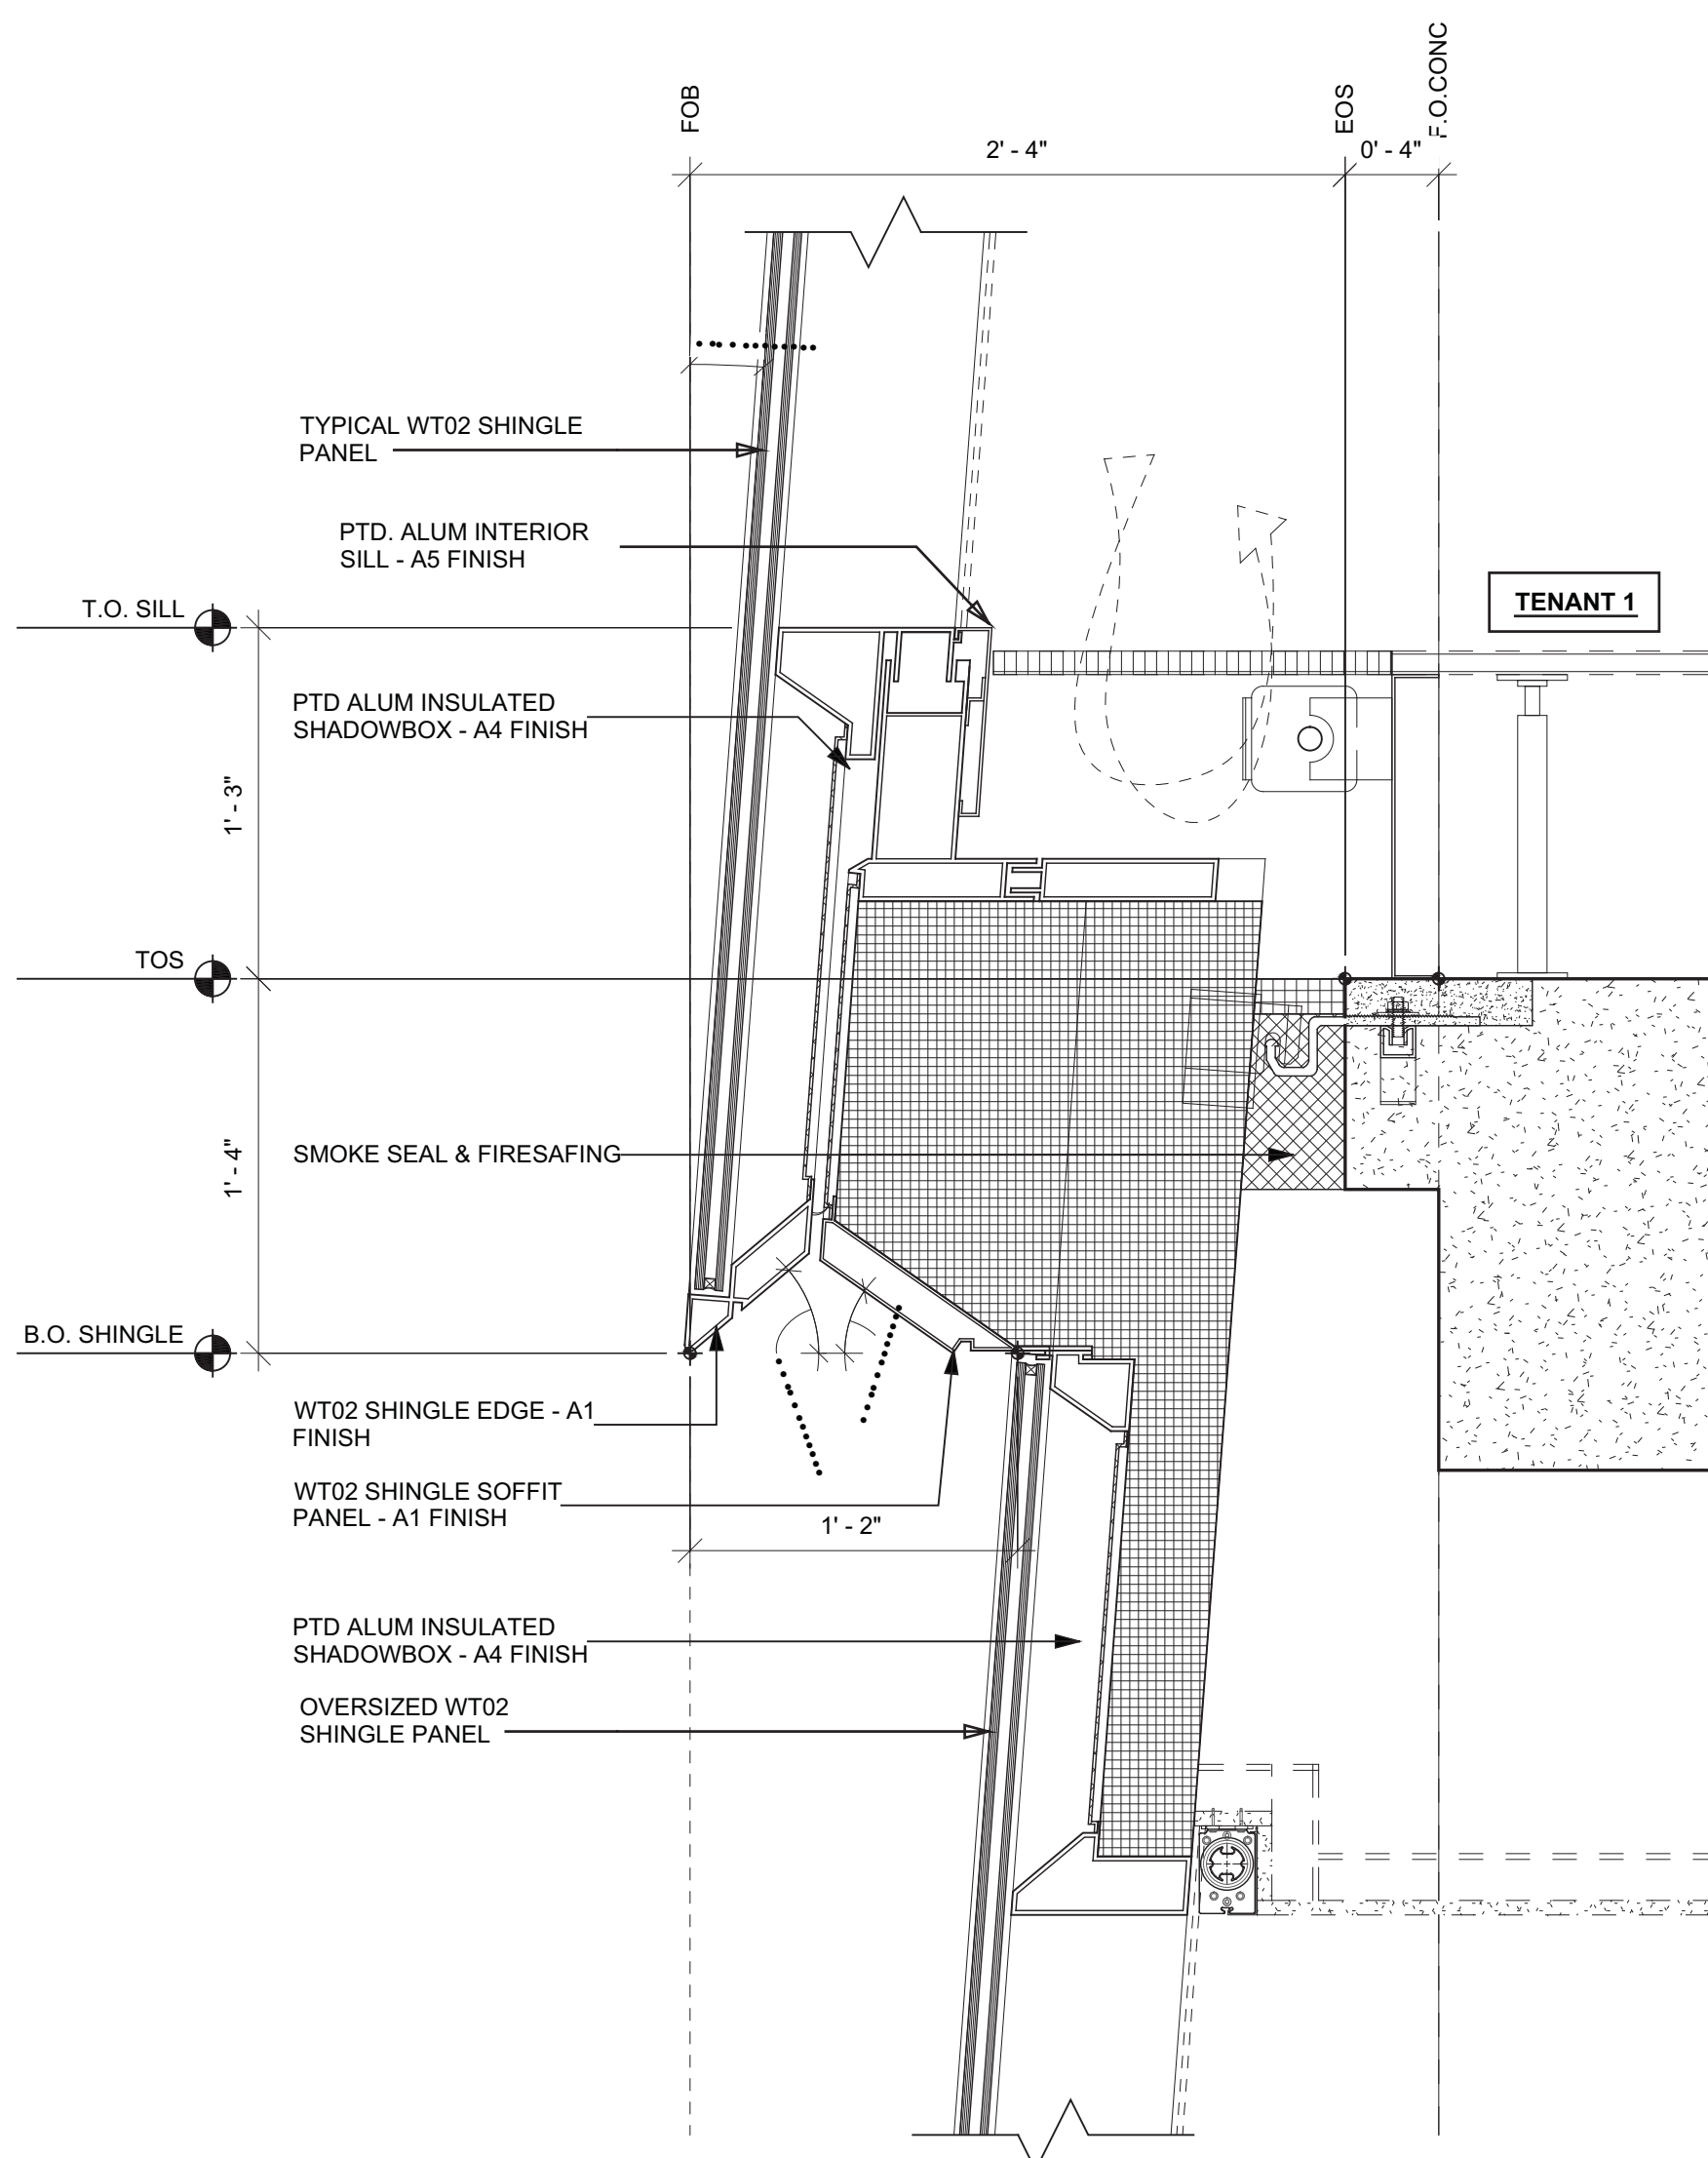 FOB
EOS
F.O.CONC
2' - 4"
0' - 4"
TYPICAL WT02 SHINGLE
PANEL
PTD. ALUM INTERIOR
SILL - A5 FINISH
TENANT 1
T.O. SILL
PTD ALUM INSULATED
SHADOWBOX - A4 FINISH
1' - 3"
TOS
1' - 4"
SMOKE SEAL & FIRESAFING
B.O. SHINGLE
WT02 SHINGLE EDGE - A1
FINISH
WT02 SHINGLE SOFFIT
PANEL - A1 FINISH
1' - 2"
PTD ALUM INSULATED
SHADOWBOX - A4 FINISH
OVERSIZED WT02
SHINGLE PANEL